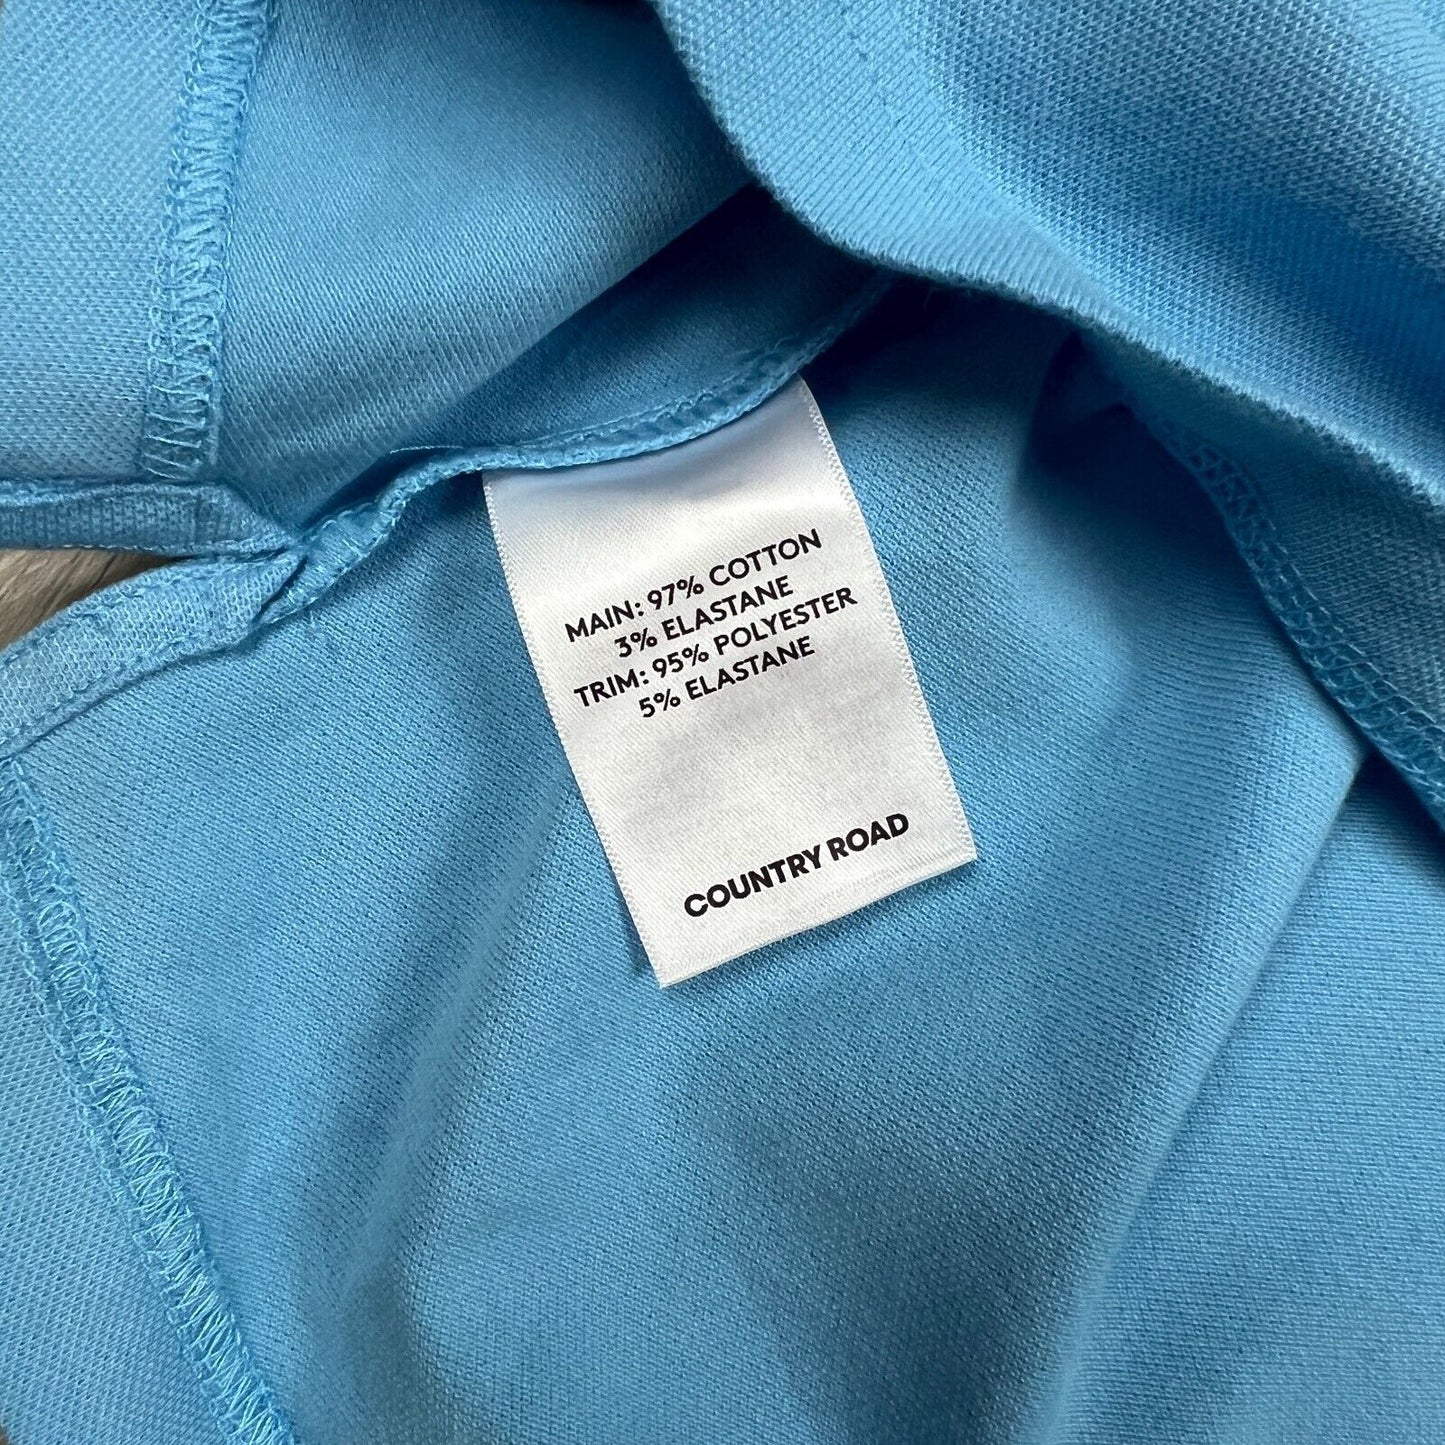 MAIN: 97% COTTON
3% ELASTANE
TRIM: 95% POLYESTER
5% ELASTANE
COUNTRY ROAD